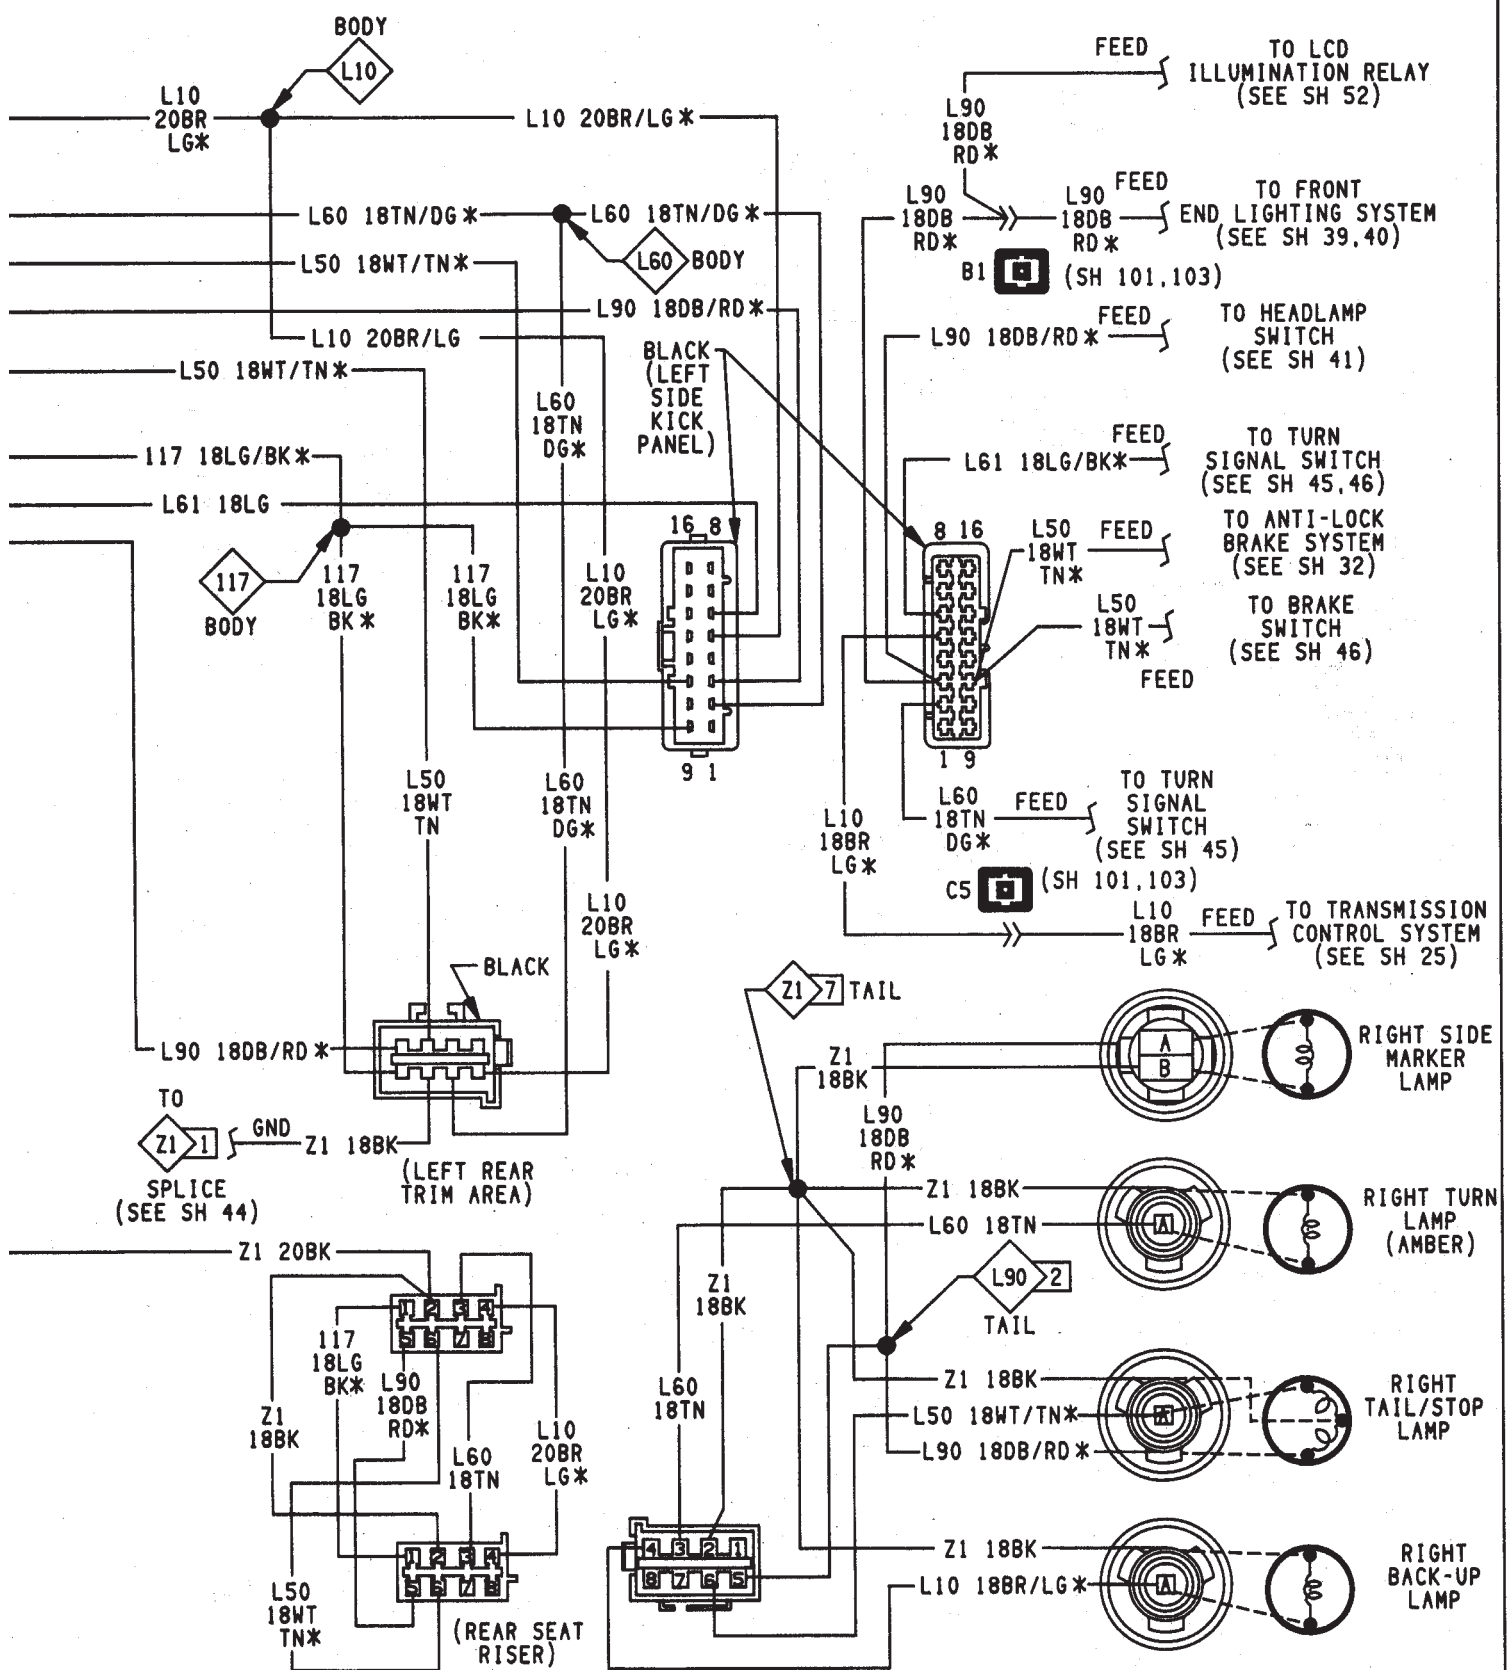 BODY
L10
L10
20BR
LG*
L10 20BR/LG*
FEED
TO LCD
ILLUMINATION RELAY
(SEE SH 52)
L90
18DB
RD*
L60 18TN/DG*
L60 18TN/DG*
L60
BODY
L90
18DB
RD*
L90
18DB
RD*
FEED
TO FRONT
END LIGHTING SYSTEM
(SEE SH 39,40)
B1
(SH 101,103)
L50 18WT/TN*
L90 18DB/RD*
L10 20BR/LG
L90 18DB/RD*
FEED
TO HEADLAMP
SWITCH
(SEE SH 41)
BLACK
(LEFT
SIDE
KICK
PANEL)
L50 18WT/TN*
L60
18TN
DG*
117 18LG/BK*
L61 18LG
L61 18LG/BK*
FEED
TO TURN
SIGNAL SWITCH
(SEE SH 45,46)
16 8
8 16
L50
18WT
TN*
FEED
TO ANTI-LOCK
BRAKE SYSTEM
(SEE SH 32)
117
BODY
117
18LG
BK*
117
18LG
BK*
L10
20BR
LG*
L50
18WT
TN*
FEED
TO BRAKE
SWITCH
(SEE SH 46)
9 1
1 9
L50
18WT
TN
L60
18TN
DG*
L10
18BR
LG*
L60
18TN
DG*
FEED
TO TURN
SIGNAL
SWITCH
(SEE SH 45)
C5
(SH 101,103)
L10
20BR
LG*
L10
18BR
LG*
FEED
TO TRANSMISSION
CONTROL SYSTEM
(SEE SH 25)
BLACK
Z1 7 TAIL
L90 18DB/RD*
Z1
18BK
A
B
RIGHT SIDE
MARKER
LAMP
TO
Z1 1
GND
Z1 18BK
SPLICE
(SEE SH 44)
(LEFT REAR
TRIM AREA)
L90
18DB
RD*
Z1 18BK
L60 18TN
A
RIGHT TURN
LAMP
(AMBER)
Z1 20BK
Z1
18BK
L90 2
TAIL
1 2 3 4
5 6 7 8
117
18LG
BK*
L90
18DB
RD*
Z1
18BK
L60
18TN
L10
20BR
LG*
L60
18TN
Z1 18BK
L50 18WT/TN*
L90 18DB/RD*
A
RIGHT
TAIL/STOP
LAMP
1 2 3 4
5 6 7 8
L50
18WT
TN*
(REAR SEAT
RISER)
4 3 2 1
8 7 6 5
Z1 18BK
L10 18BR/LG*
A
RIGHT
BACK-UP
LAMP